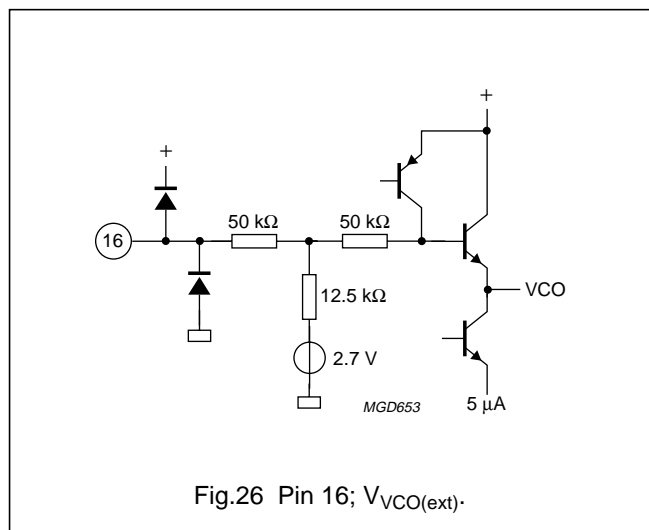 +
+
50 kΩ
50 kΩ
16
VCO
12.5 kΩ
2.7 V
MGD653
5 μA
Fig.26 Pin 16; VVCO(ext).